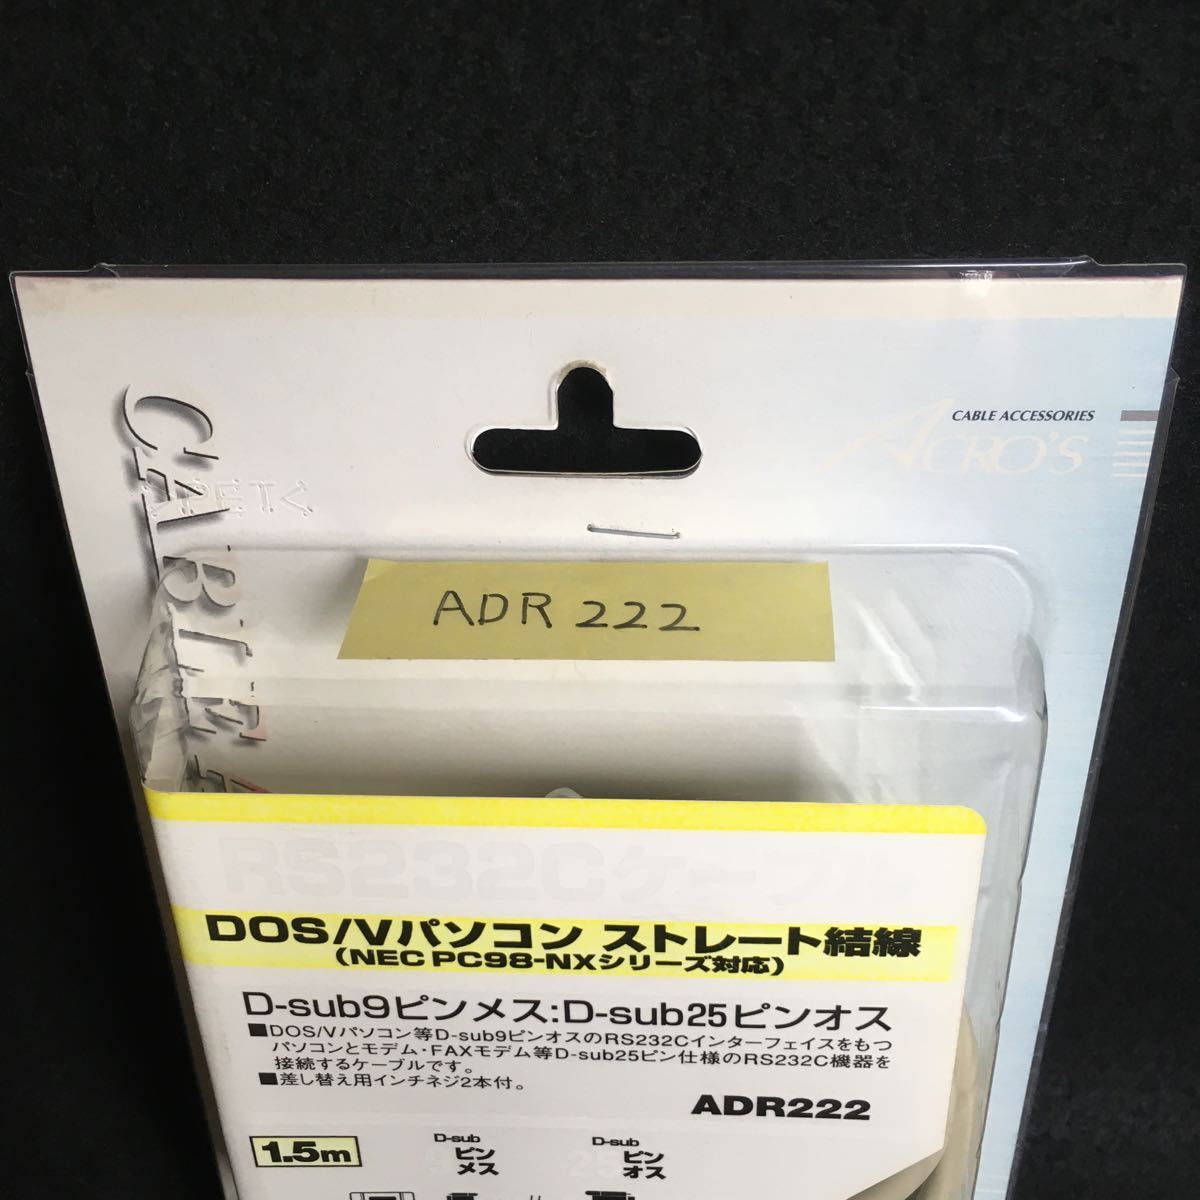 CABLE ACCESSORIES
ACRO'S
CABLE
ADR 222
RS232Cケーブル
DOS/Vパソコン ストレート結線
(NEC PC98-NXシリーズ対応)
D-sub9ピンメス:D-sub25ピンオス
■DOS/Vパソコン等D-sub9ピンオスのRS232Cインターフェイスをもつ
パソコンとモデム・FAXモデム等D-sub25ピン仕様のRS232C機器を
接続するケーブルです。
■差し替え用インチネジ2本付。
ADR222
1.5m
D-sub
9ピン
メス
D-sub
25ピン
オス